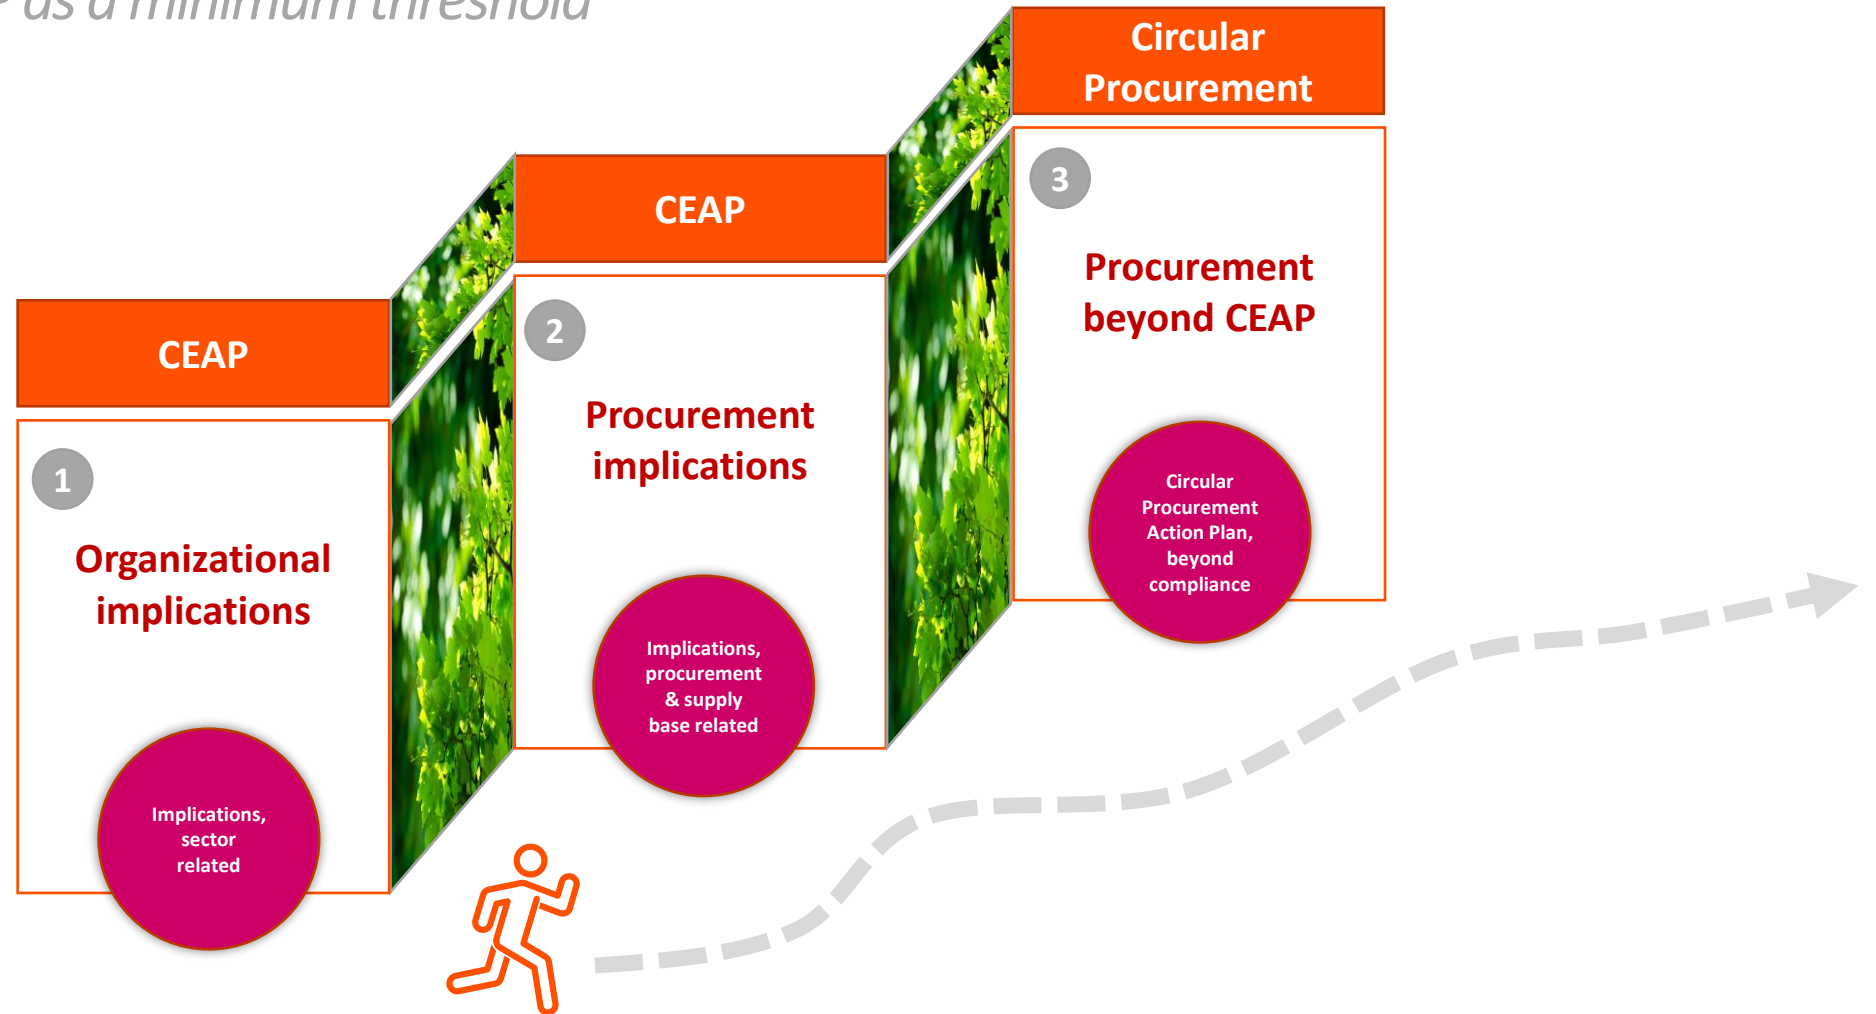 as a minimum threshold
CEAP
1
Organizational
implications
Implications,
sector
related
CEAP
2
Procurement
implications
Implications,
procurement
& supply
base related
Circular
Procurement
3
Procurement
beyond CEAP
Circular
Procurement
Action Plan,
beyond
compliance